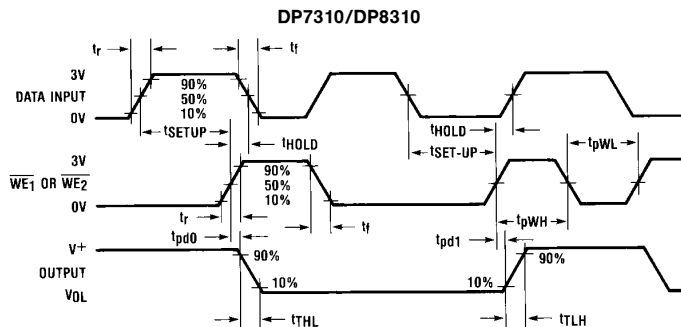 DP7310/DP8310
tr
tf
3V
DATA INPUT
0V
90%
50%
10%
tSETUP
tHOLD
tHOLD
tSET-UP
tpWL
3V
WE1 OR WE2
0V
90%
50%
10%
tr
tf
tpWH
tpd0
tpd1
V+
OUTPUT
VOL
90%
10%
10%
90%
tTHL
tTLH